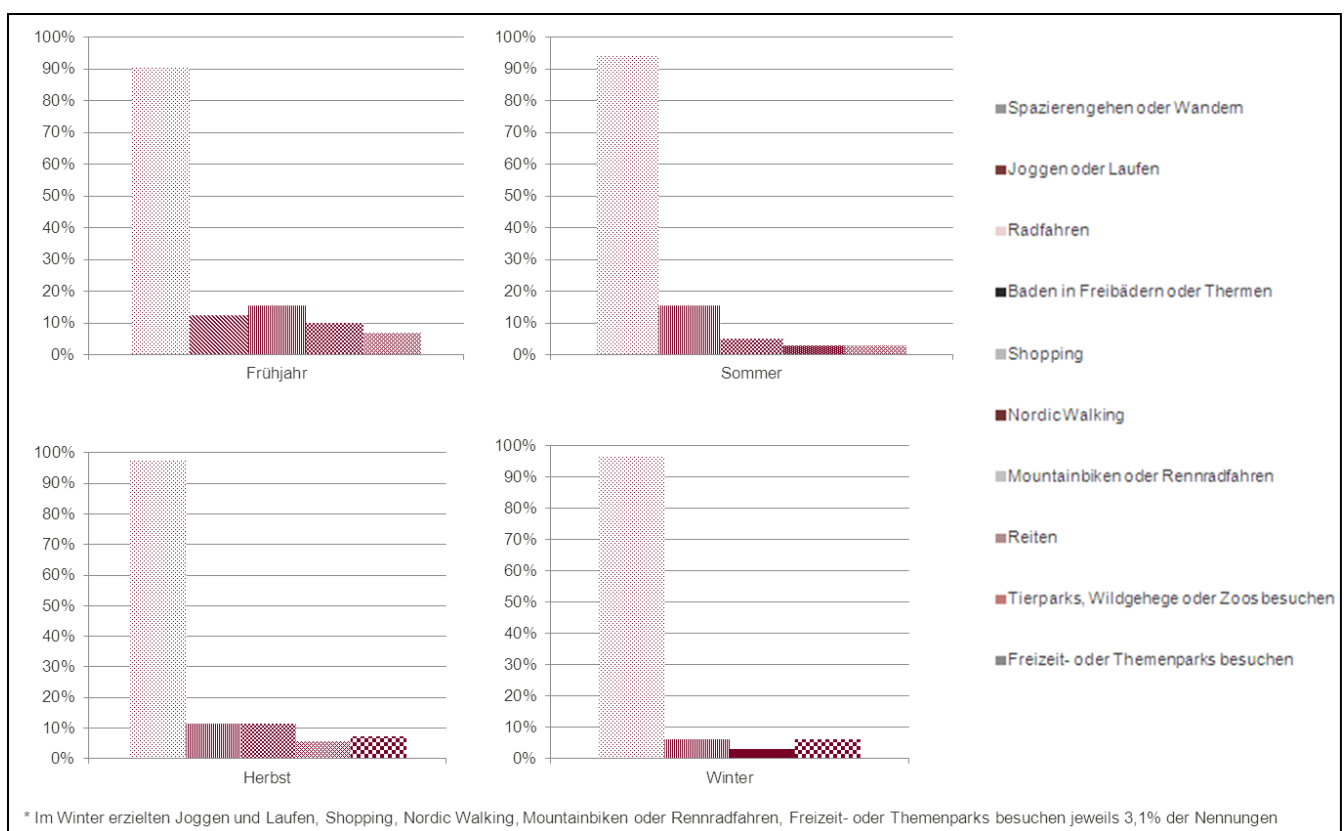 100%
90%
80%
70%
60%
50%
40%
30%
20%
10%
0%
Frühjahr
100%
90%
80%
70%
60%
50%
40%
30%
20%
10%
0%
Sommer
Spazierengehen oder Wandern
Joggen oder Laufen
Radfahren
Baden in Freibädern oder Thermen
Shopping
Nordic Walking
Mountainbiken oder Rennradfahren
Reiten
Tierparks, Wildgehege oder Zoos besuchen
Freizeit- oder Themenparks besuchen
100%
90%
80%
70%
60%
50%
40%
30%
20%
10%
0%
Herbst
100%
90%
80%
70%
60%
50%
40%
30%
20%
10%
0%
Winter
* Im Winter erzielten Joggen und Laufen, Shopping, Nordic Walking, Mountainbiken oder Rennradfahren, Freizeit- oder Themenparks besuchen jeweils 3,1% der Nennungen